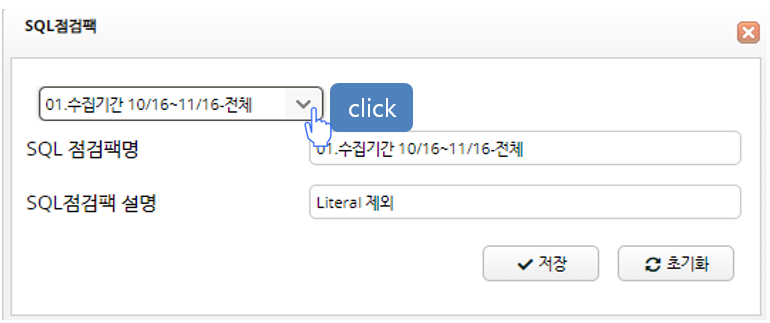 SQL점검팩
01.수집기간 10/16~11/16-전체
click
SQL 점검팩명
01.수집기간 10/16~11/16-전체
SQL점검팩 설명
Literal 제외
저장
초기화